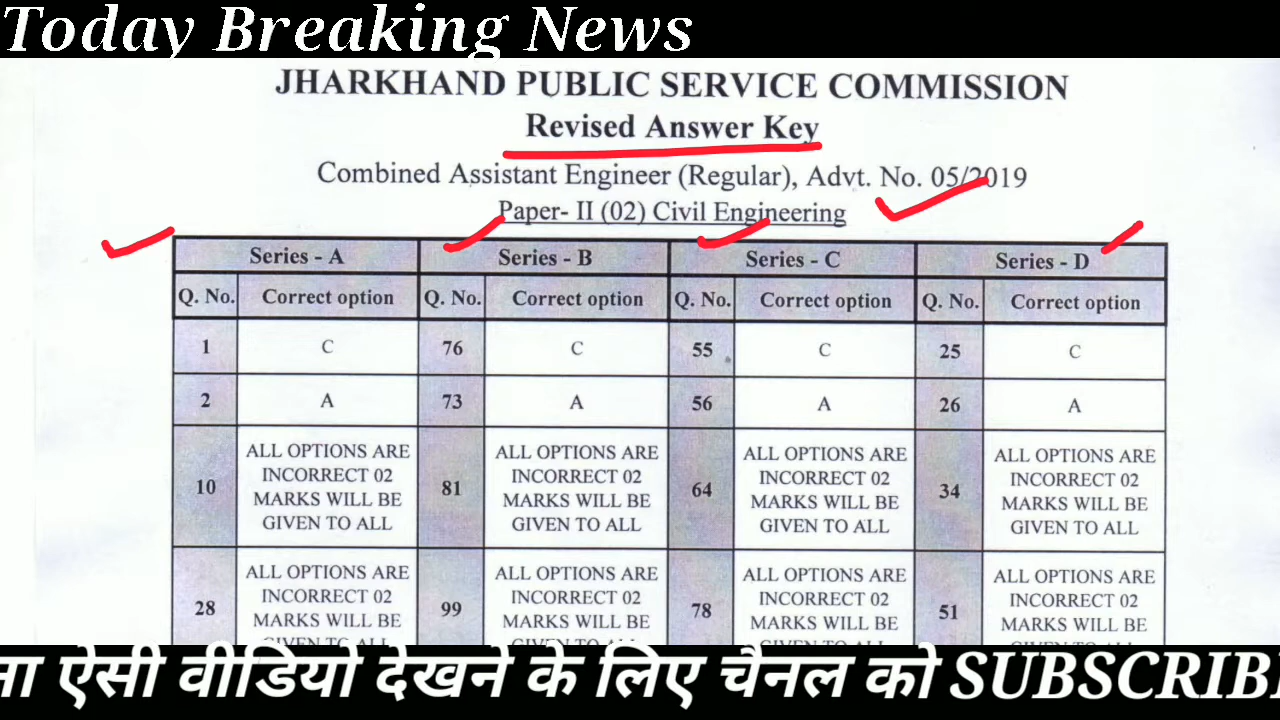 Today Breaking News
JHARKHAND PUBLIC SERVICE COMMISSION
Revised Answer Key
Combined Assistant Engineer (Regular), Advt. No. 05/2019
Paper- II (02) Civil Engineering
Series - A Series - B Series - C Series - D
Q. No. Correct option Q. No. Correct option Q. No. Correct option Q. No. Correct option
1 C 76 C 55 C 25 C
2 A 73 A 56 A 26 A
ALL OPTIONS ARE ALL OPTIONS ARE ALL OPTIONS ARE ALL OPTIONS ARE
INCORRECT 02 INCORRECT 02 INCORRECT 02 INCORRECT 02
10 MARKS WILL BE 81 MARKS WILL BE 64 MARKS WILL BE 34 MARKS WILL BE
GIVEN TO ALL GIVEN TO ALL GIVEN TO ALL GIVEN TO ALL
ALL OPTIONS ARE ALL OPTIONS ARE ALL OPTIONS ARE ALL OPTIONS ARE
INCORRECT 02 INCORRECT 02 INCORRECT 02 INCORRECT 02
28 MARKS WILL BE 99 MARKS WILL BE 78 MARKS WILL BE 51 MARKS WILL BE
ऐसी वीडियो देखने के लिए चैनल को SUBSCRIBE